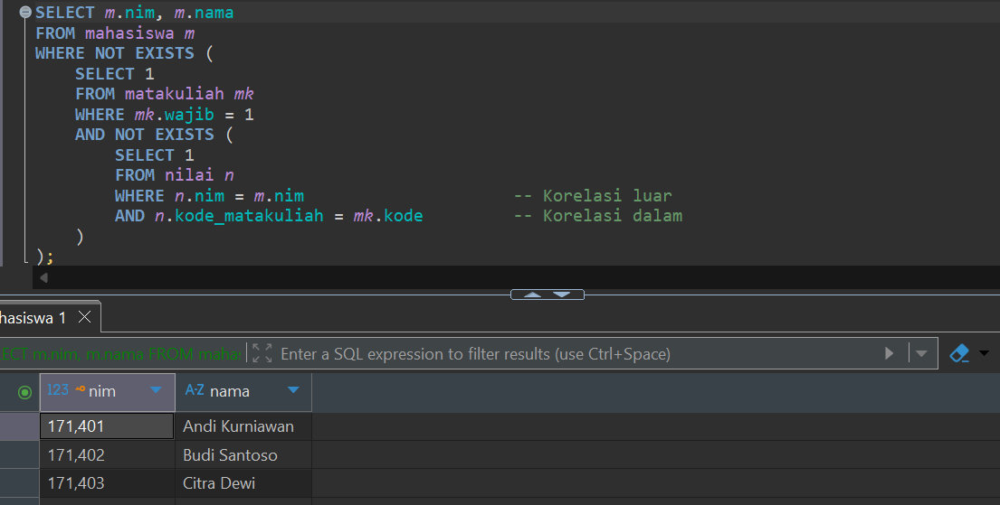 SELECT m.nim, m.nama
FROM mahasiswa m
WHERE NOT EXISTS (
    SELECT 1
    FROM matakuliah mk
    WHERE mk.wajib = 1
    AND NOT EXISTS (
        SELECT 1
        FROM nilai n
        WHERE n.nim = m.nim -- Korelasi luar
        AND n.kode_matakuliah = mk.kode -- Korelasi dalam
    )
);
hasiswa 1
ECT m.nim, m.nama FROM mahas Enter a SQL expression to filter results (use Ctrl+Space)
123 nim A-Z nama
171,401 Andi Kurniawan
171,402 Budi Santoso
171,403 Citra Dewi